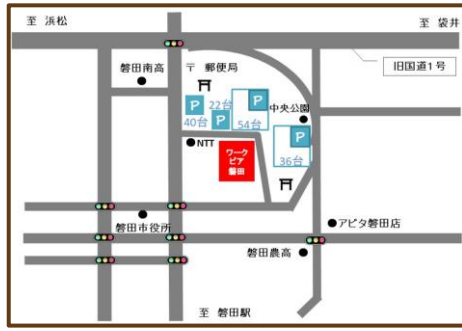 至 浜松
至 袋井
旧国道1号
磐田南高
〒 郵便局
P
22台
P
中央公園
P
40台
P
54台
NTT
ワーク
ピア
磐田
36台
アピタ磐田店
磐田市役所
磐田農高
至 磐田駅